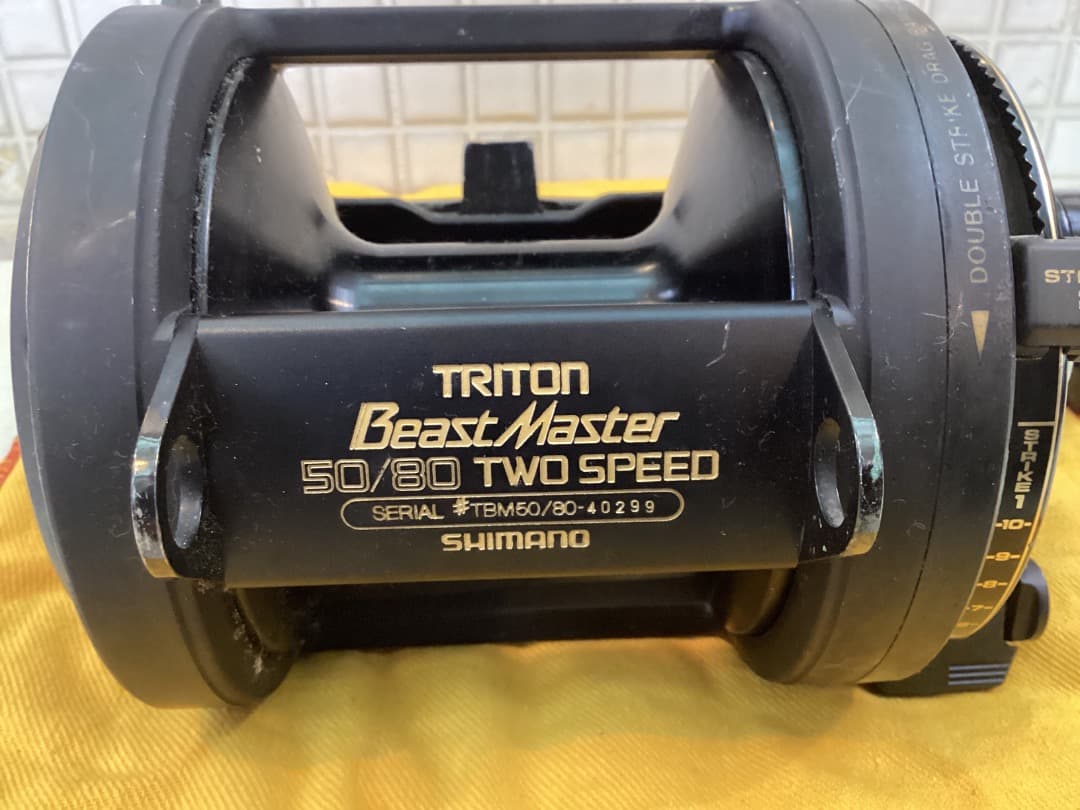 TRITON
BeastMaster
50/80 TWO SPEED
SERIAL #TBM50/80-40299
SHIMANO
DOUBLE STRIKE DRAG
STRIKE 1
-10-
-9-
-8-
-7-